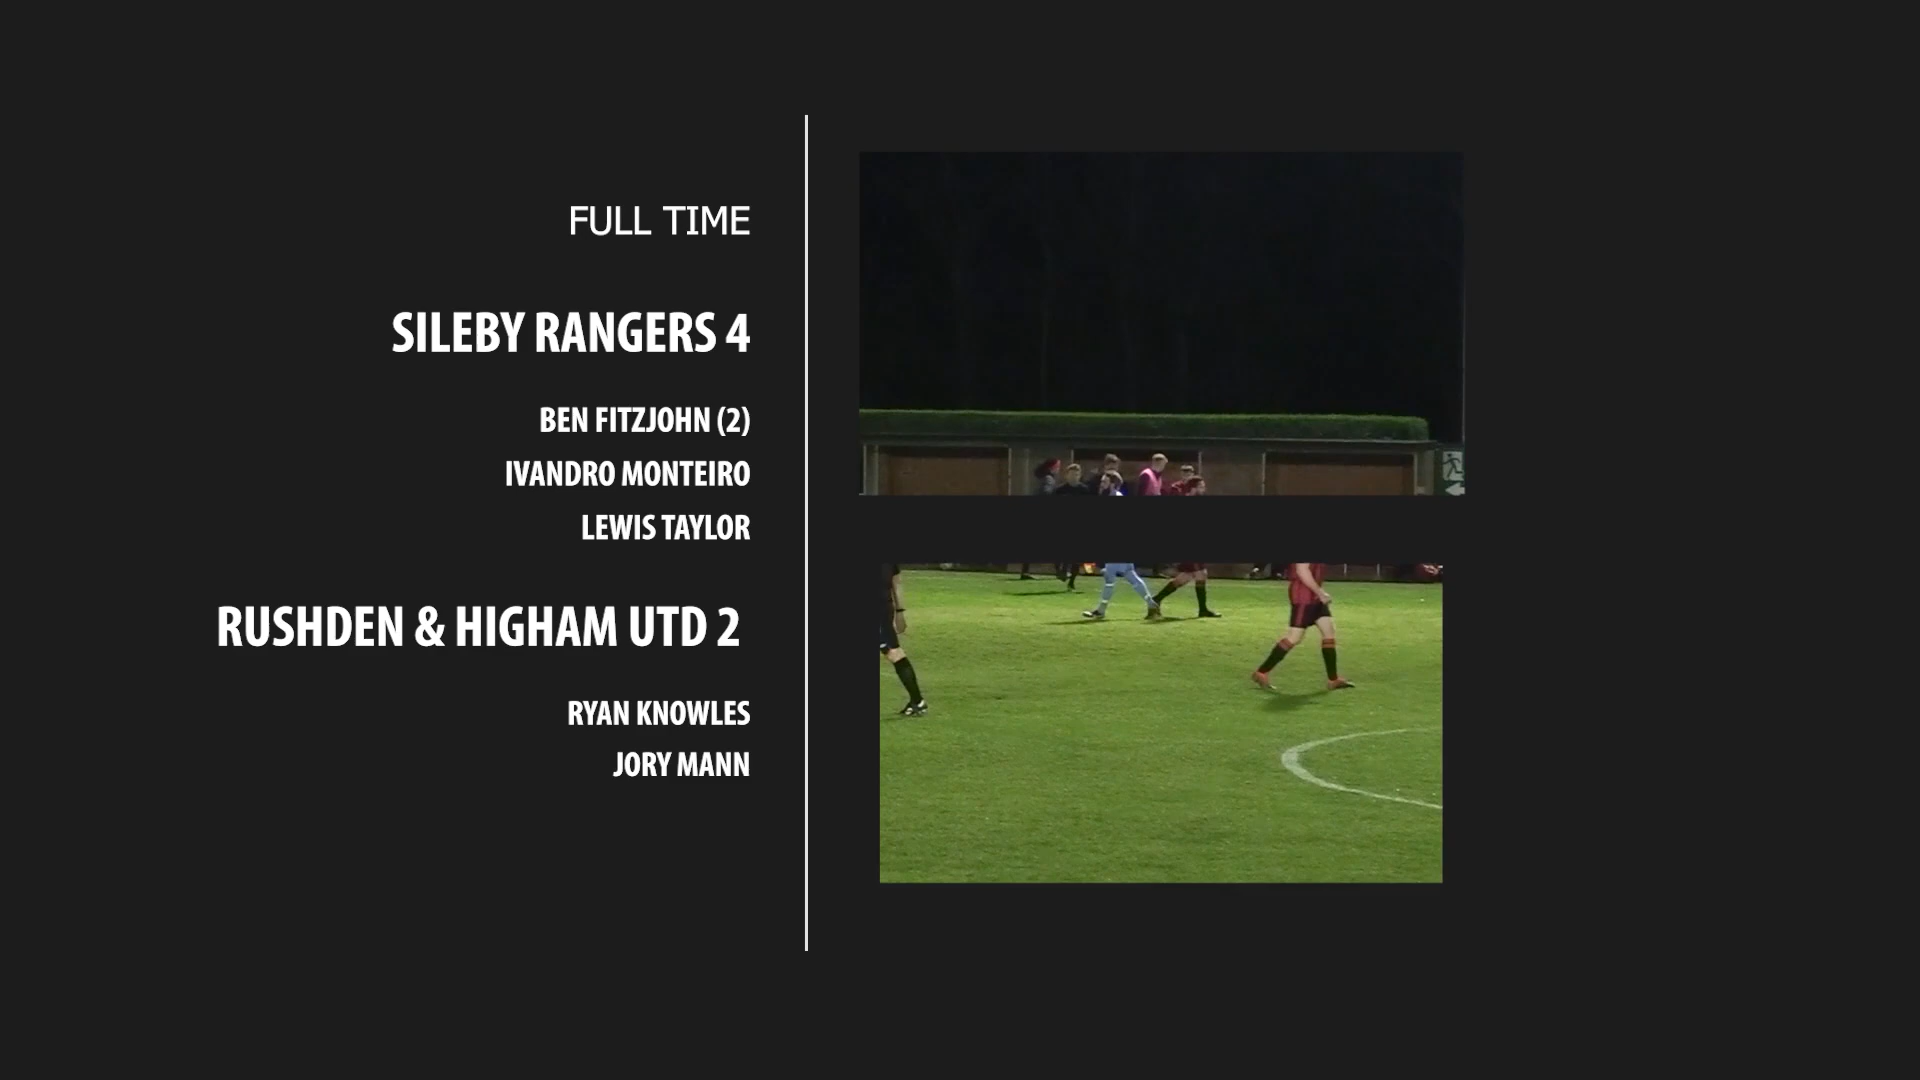 FULL TIME
SILEBY RANGERS 4
BEN FITZJOHN (2)
IVANDRO MONTEIRO
LEWIS TAYLOR
RUSHDEN & HIGHAM UTD 2
RYAN KNOWLES
JORY MANN